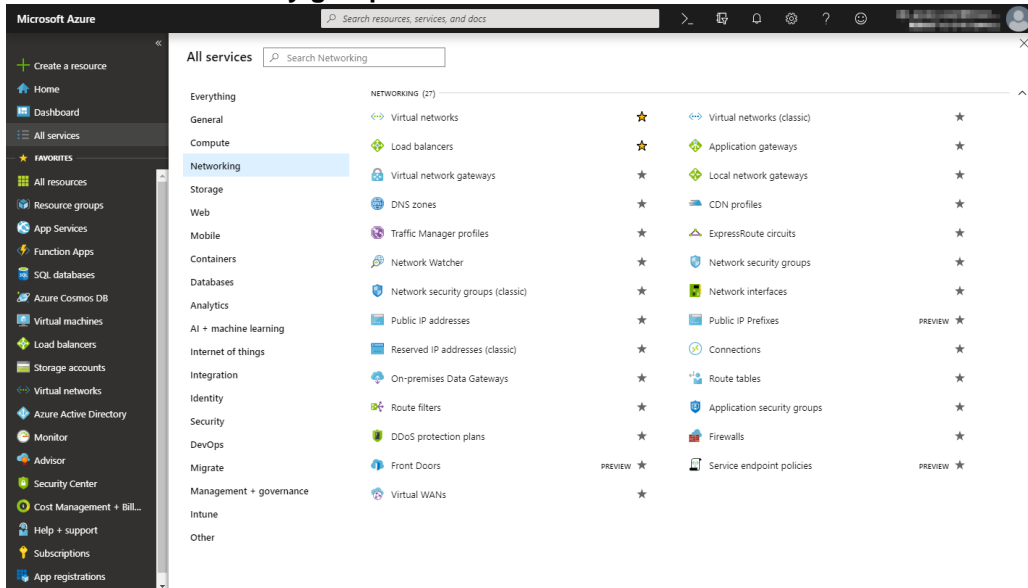 Microsoft Azure
Search resources, services, and docs
Create a resource
Home
Dashboard
All services
FAVORITES
All resources
Resource groups
App Services
Function Apps
SQL databases
Azure Cosmos DB
Virtual machines
Load balancers
Storage accounts
Virtual networks
Azure Active Directory
Monitor
Advisor
Security Center
Cost Management + Bill...
Help + support
Subscriptions
App registrations
All services
Search Networking
Everything
General
Compute
Networking
Storage
Web
Mobile
Containers
Databases
Analytics
AI + machine learning
Internet of things
Integration
Identity
Security
DevOps
Migrate
Management + governance
Intune
Other
NETWORKING (27)
Virtual networks
Virtual networks (classic)
Load balancers
Application gateways
Virtual network gateways
Local network gateways
DNS zones
CDN profiles
Traffic Manager profiles
ExpressRoute circuits
Network Watcher
Network security groups
Network security groups (classic)
Network interfaces
Public IP addresses
Public IP Prefixes PREVIEW
Reserved IP addresses (classic)
Connections
On-premises Data Gateways
Route tables
Route filters
Application security groups
DDoS protection plans
Firewalls
Front Doors PREVIEW
Service endpoint policies PREVIEW
Virtual WANs